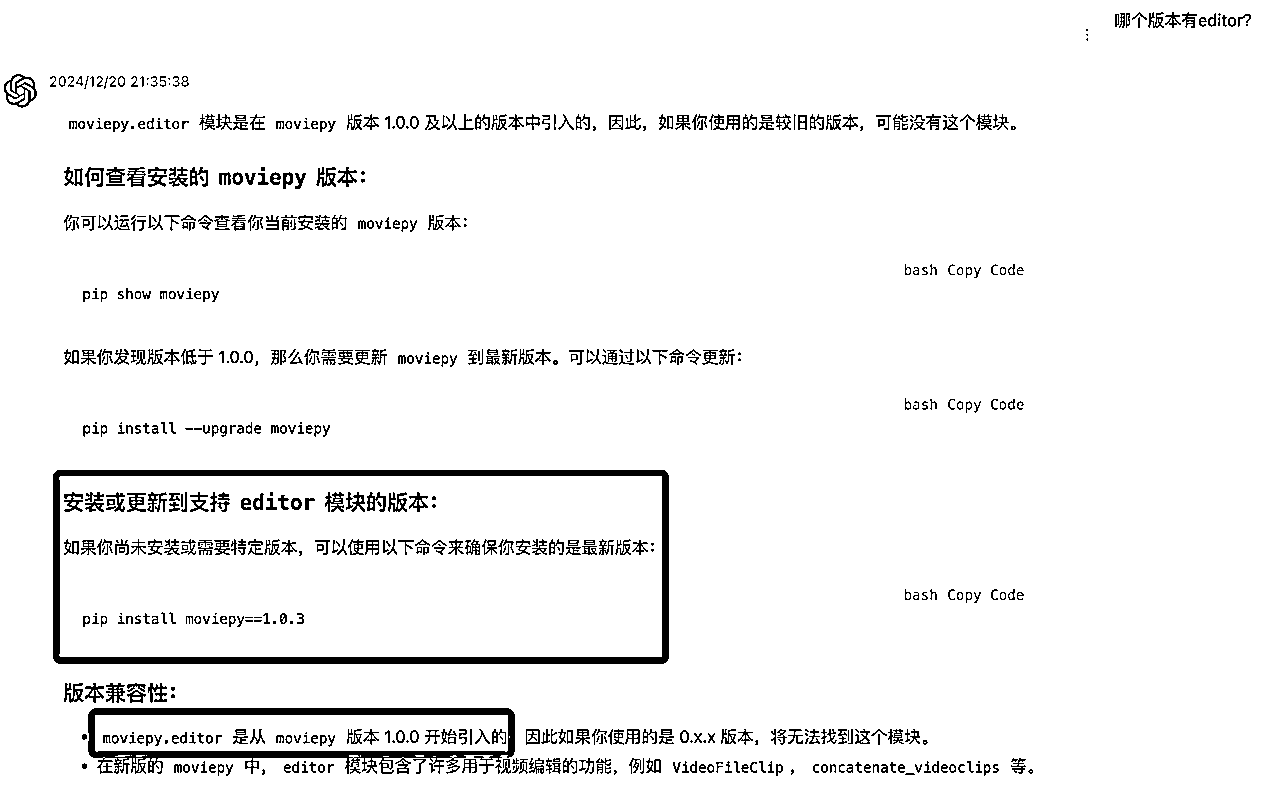 哪个版本有editor?
2024/12/20 21:35:38
moviepy.editor 模块是在 moviepy 版本 1.0.0 及以上的版本中引入的，因此，如果你使用的是较旧的版本，可能没有这个模块。
如何查看安装的 moviepy 版本：
你可以运行以下命令查看你当前安装的 moviepy 版本：
bash Copy Code
pip show moviepy
如果你发现版本低于 1.0.0，那么你需要更新 moviepy 到最新版本。可以通过以下命令更新：
bash Copy Code
pip install --upgrade moviepy
安装或更新到支持 editor 模块的版本：
如果你尚未安装或需要特定版本，可以使用以下命令来确保你安装的是最新版本：
bash Copy Code
pip install moviepy==1.0.3
版本兼容性：
• moviepy.editor 是从 moviepy 版本 1.0.0 开始引入的，因此如果你使用的是 0.x.x 版本，将无法找到这个模块。
• 在新版的 moviepy 中， editor 模块包含了许多用于视频编辑的功能，例如 VideoFileClip ， concatenate_videoclips 等。